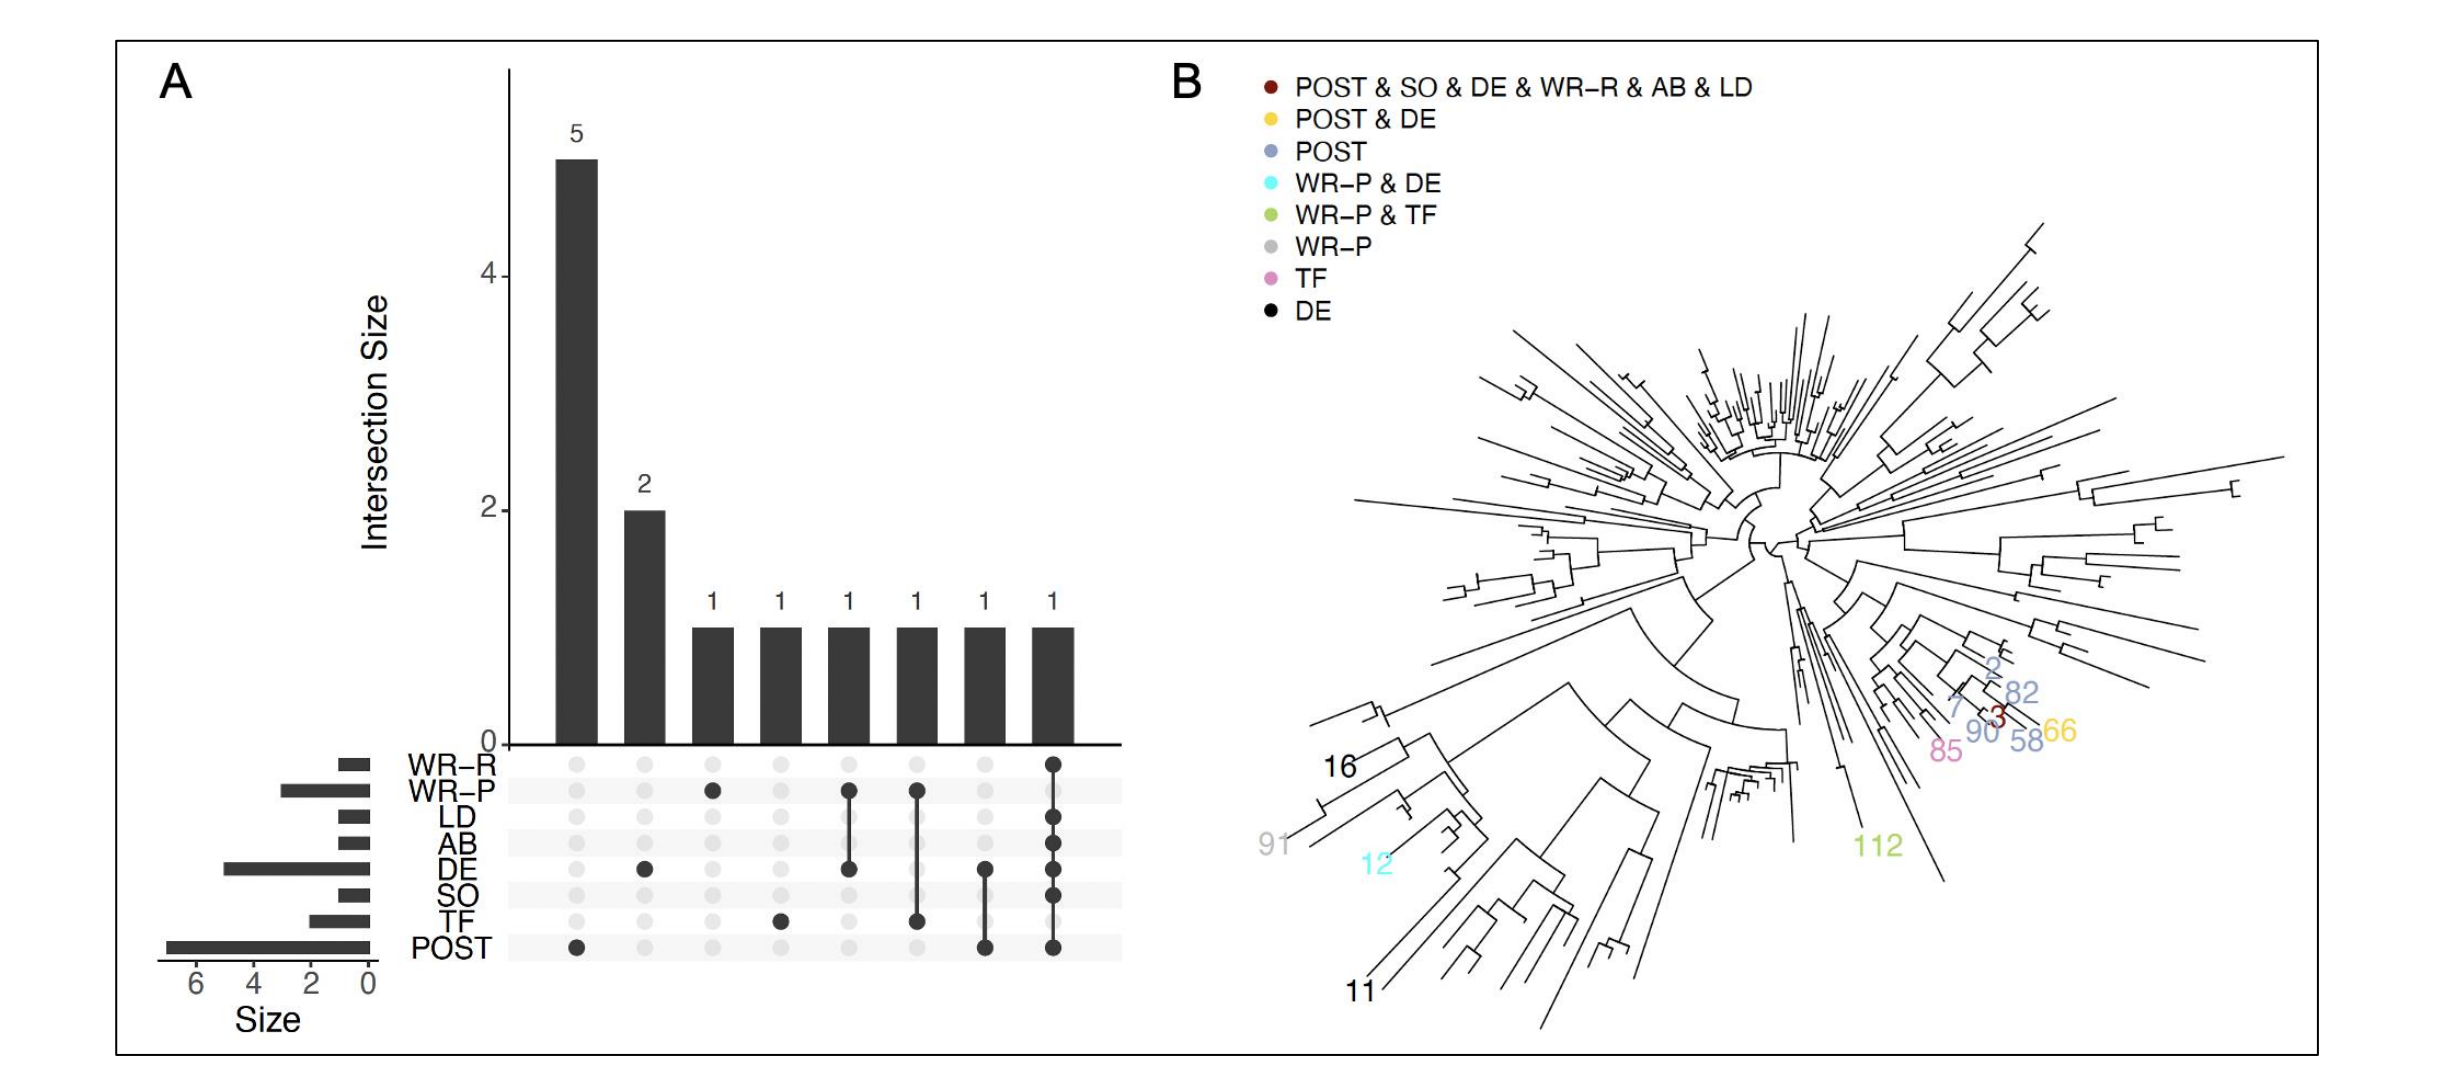 A
5
2
1 1 1 1 1 1
4
2
0
Intersection Size
WR-R
WR-P
LD
AB
DE
SO
TF
POST
6 4 2 0
Size
B
POST & SO & DE & WR-R & AB & LD
POST & DE
POST
WR-P & DE
WR-P & TF
WR-P
TF
DE
2
82
7
3
90
58
66
85
16
91
12
112
11